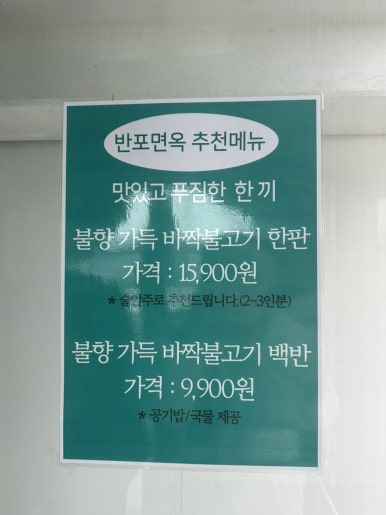 반포면옥 추천메뉴
맛있고 푸짐한 한 끼
불향 가득 바짝불고기 한판
가격 : 15,900원
* 술안주로 추천드립니다.(2~3인분)
불향 가득 바짝불고기 백반
가격 : 9,900원
* 공기밥/국물 제공